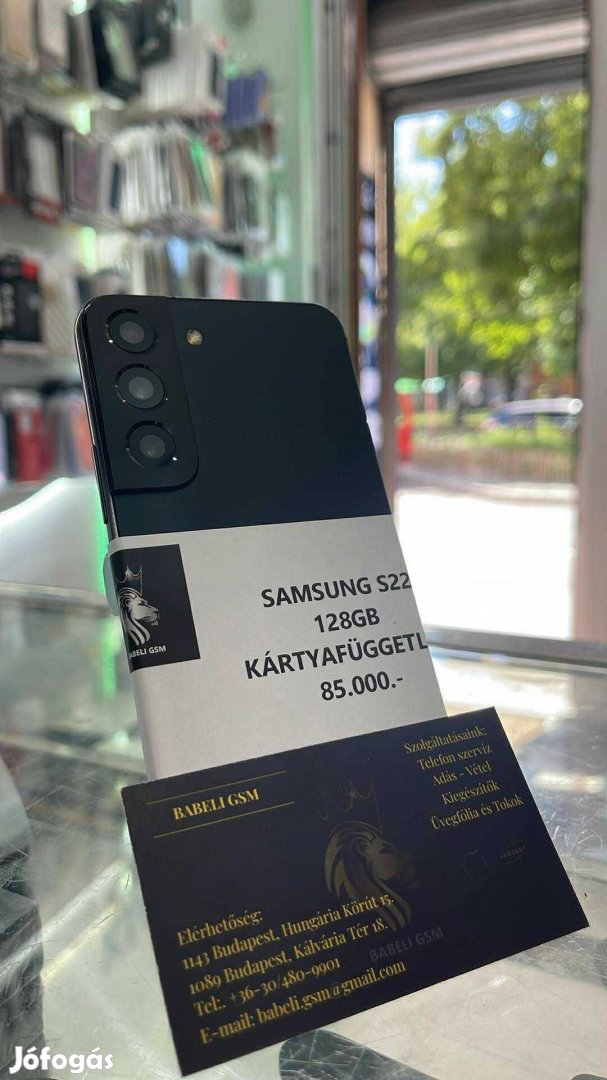 SAMSUNG S22
128GB
KÁRTYAFÜGGETL
85.000.-
BABELI GSM
BABELI GSM
Szolgáltatásaink:
Telefon szervíz
Adás - Vétel
Kiegészítők
Üvegfólia és Tokok
SAMSUNG
BABELI GSM
Elérhetőség:
1143 Budapest, Hungária Körút 15.
1089 Budapest, Kálvária Tér 18.
Tel:. +36-30/480-9901
E-mail: babeli.gsm@gmail.com
Jófogás